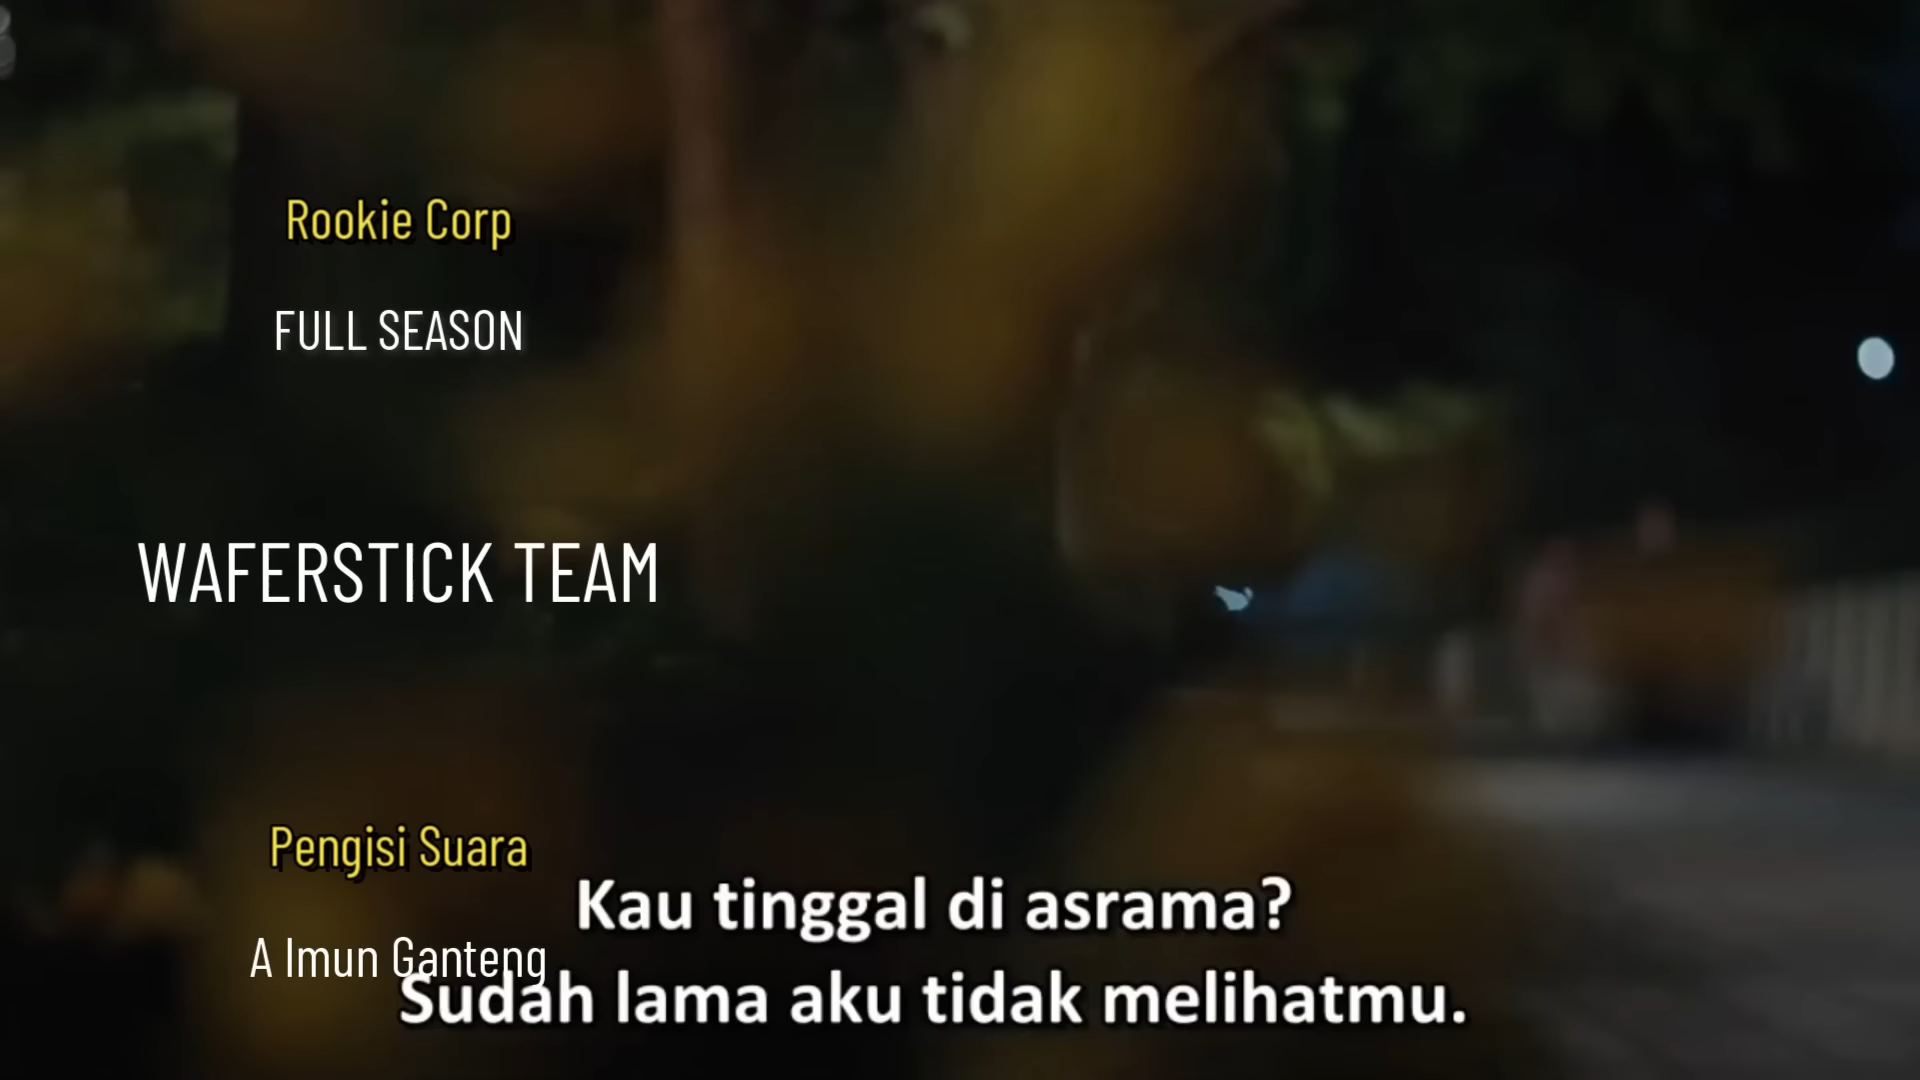 Rookie Corp
FULL SEASON
WAFERSTICK TEAM
Pengisi Suara
A Imun Ganteng
Kau tinggal di asrama?
Sudah lama aku tidak melihatmu.